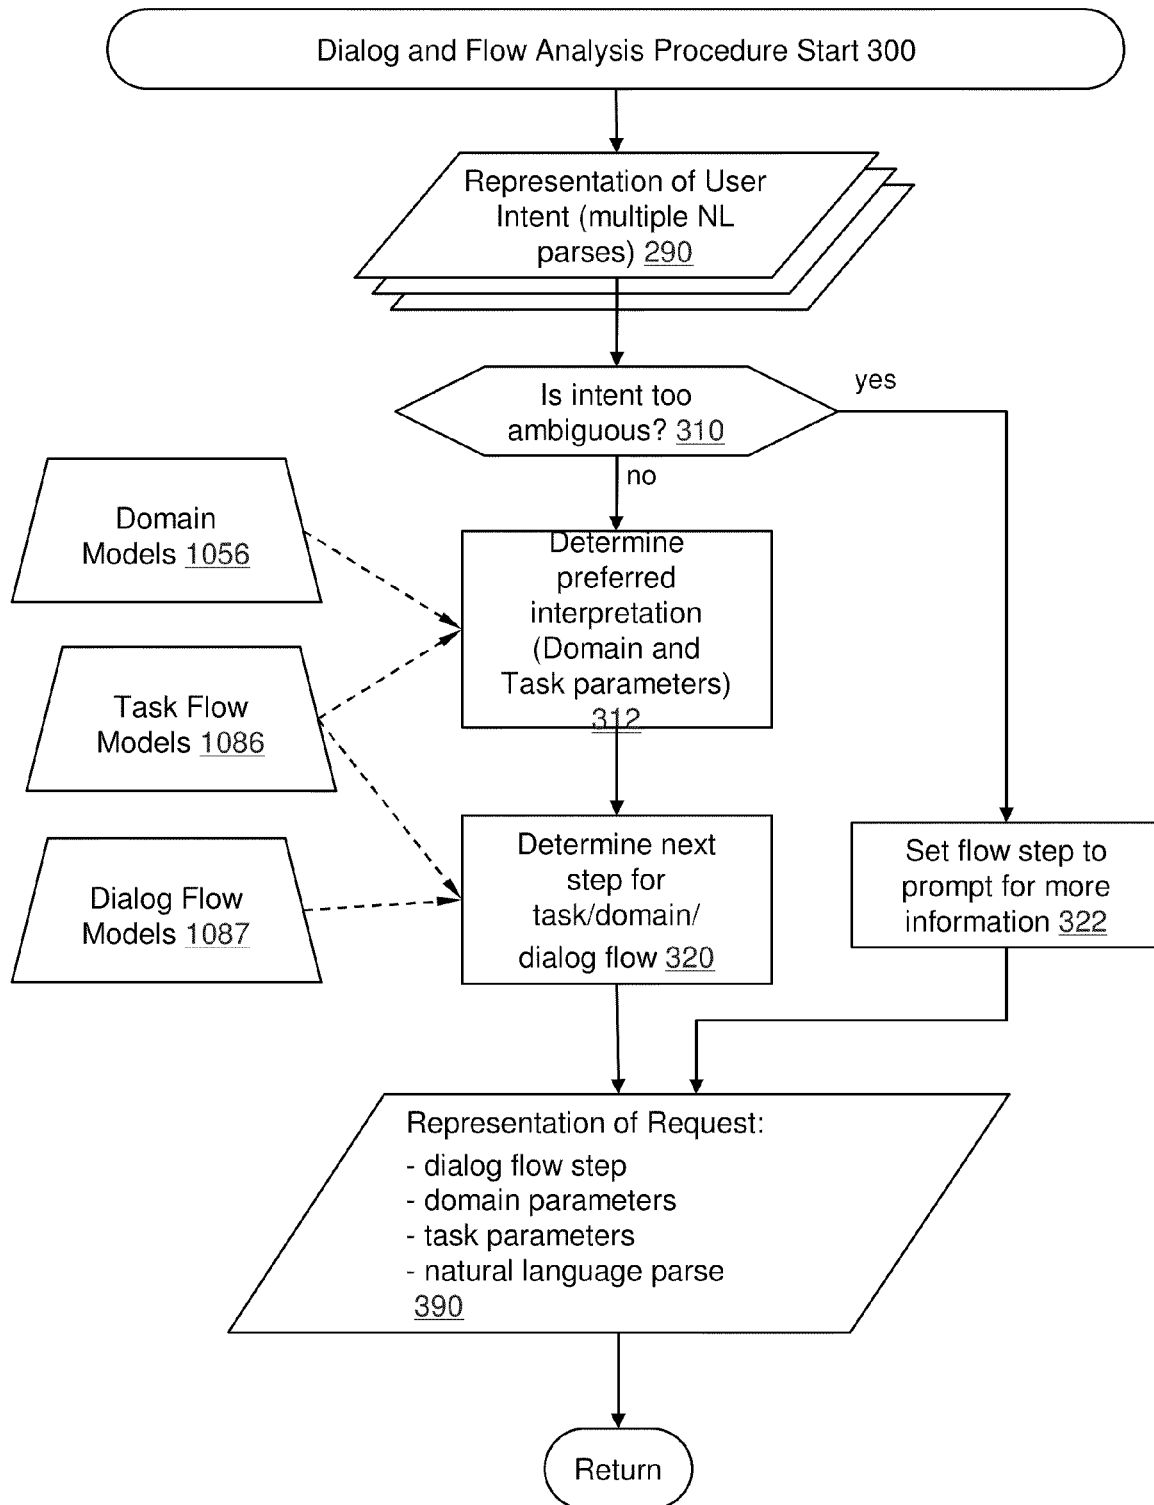 Dialog and Flow Analysis Procedure Start 300
Representation of User
Intent (multiple NL
parses) 290
Is intent too
ambiguous? 310
yes
no
Domain
Models 1056
Determine
preferred
interpretation
(Domain and
Task parameters)
312
Task Flow
Models 1086
Dialog Flow
Models 1087
Determine next
step for
task/domain/
dialog flow 320
Set flow step to
prompt for more
information 322
Representation of Request:
- dialog flow step
- domain parameters
- task parameters
- natural language parse
390
Return